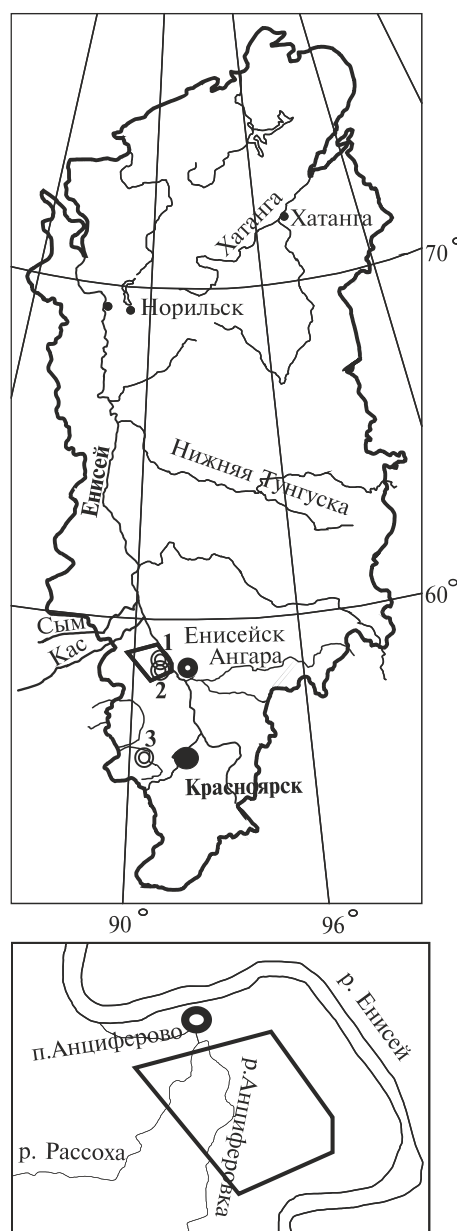 Хатанга
Хатанга
70°
Норильск
Нижняя Тунгуска
Енисей
60°
Сым
Кас
1
Енисейск
Ангара
2
3
Красноярск
90°
96°
р. Енисей
п.Анциферово
р.Анциферовка
р. Рассоха